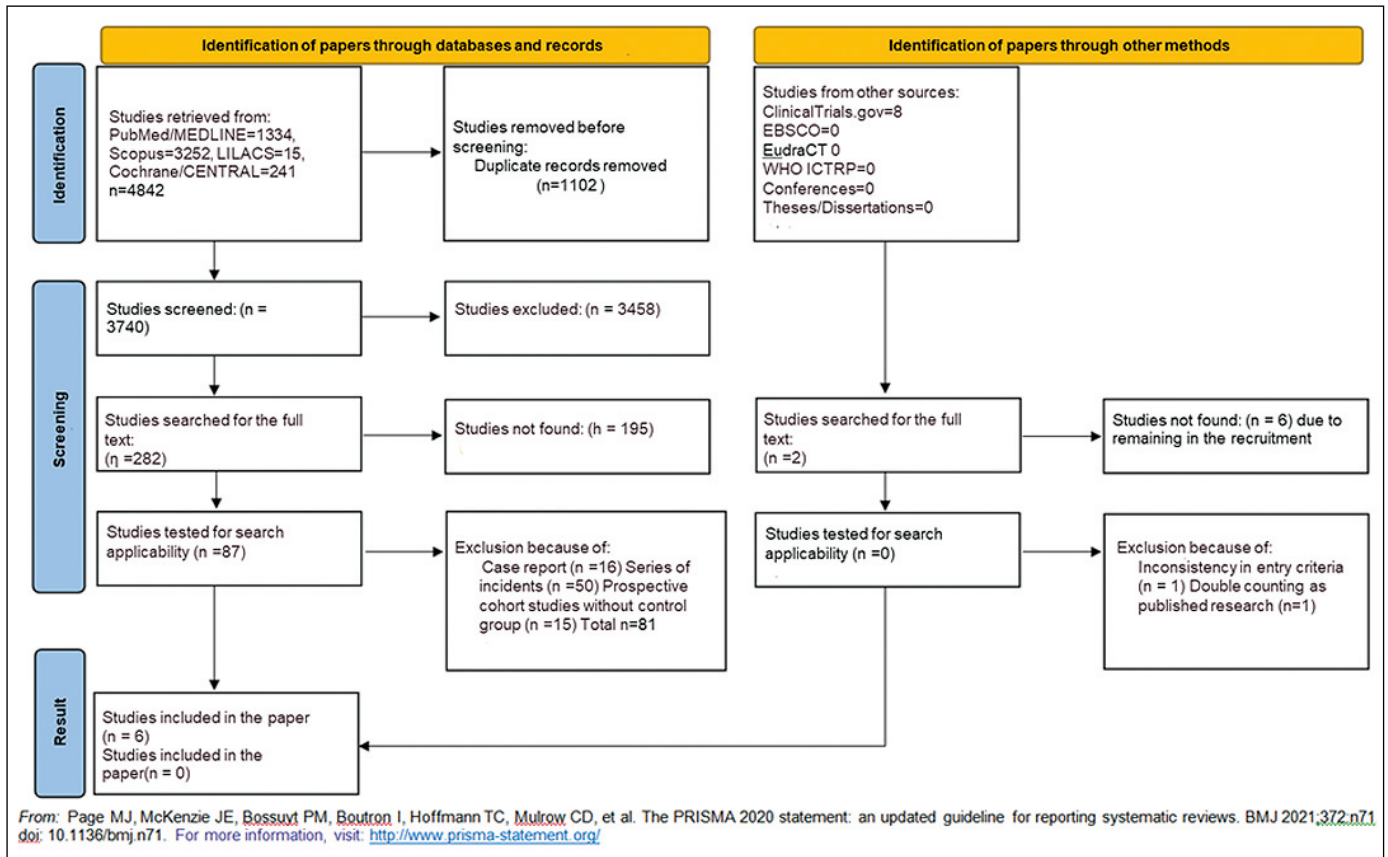 Identification of papers through databases and records
Identification of papers through other methods
Identification
Studies retrieved from:
PubMed/MEDLINE=1334,
Scopus=3252, LILACS=15,
Cochrane/CENTRAL=241
n=4842
Studies removed before
screening:
Duplicate records removed
(n=1102 )
Studies from other sources:
ClinicalTrials.gov=8
EBSCO=0
EudraCT 0
WHO ICTRP=0
Conferences=0
Theses/Dissertations=0
Screening
Studies screened: (n =
3740)
Studies excluded: (n = 3458)
Studies searched for the full
text:
(η =282)
Studies not found: (h = 195)
Studies searched for the full
text:
(n =2)
Studies not found: (n = 6) due to
remaining in the recruitment
Studies tested for search
applicability (n =87)
Exclusion because of:
Case report (n =16) Series of
incidents (n =50) Prospective
cohort studies without control
group (n =15) Total n=81
Studies tested for search
applicability (n =0)
Exclusion because of:
Inconsistency in entry criteria
(n = 1) Double counting as
published research (n=1)
Result
Studies included in the paper
(n = 6)
Studies included in the
paper(n = 0)
From: Page MJ, McKenzie JE, Bossuyt PM, Boutron I, Hoffmann TC, Mulrow CD, et al. The PRISMA 2020 statement: an updated guideline for reporting systematic reviews. BMJ 2021;372:n71
doi: 10.1136/bmj.n71. For more information, visit: http://www.prisma-statement.org/